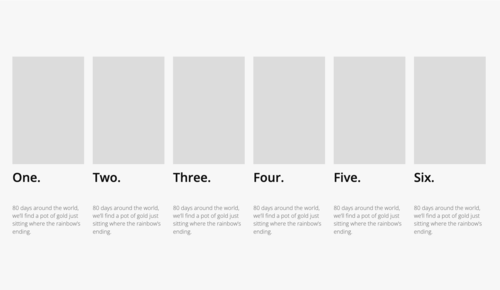 One.
80 days around the world,
we'll find a pot of gold just
sitting where the rainbow's
ending.
Two.
80 days around the world,
we'll find a pot of gold just
sitting where the rainbow's
ending.
Three.
80 days around the world,
we'll find a pot of gold just
sitting where the rainbow's
ending.
Four.
80 days around the world,
we'll find a pot of gold just
sitting where the rainbow's
ending.
Five.
80 days around the world,
we'll find a pot of gold just
sitting where the rainbow's
ending.
Six.
80 days around the world,
we'll find a pot of gold just
sitting where the rainbow's
ending.